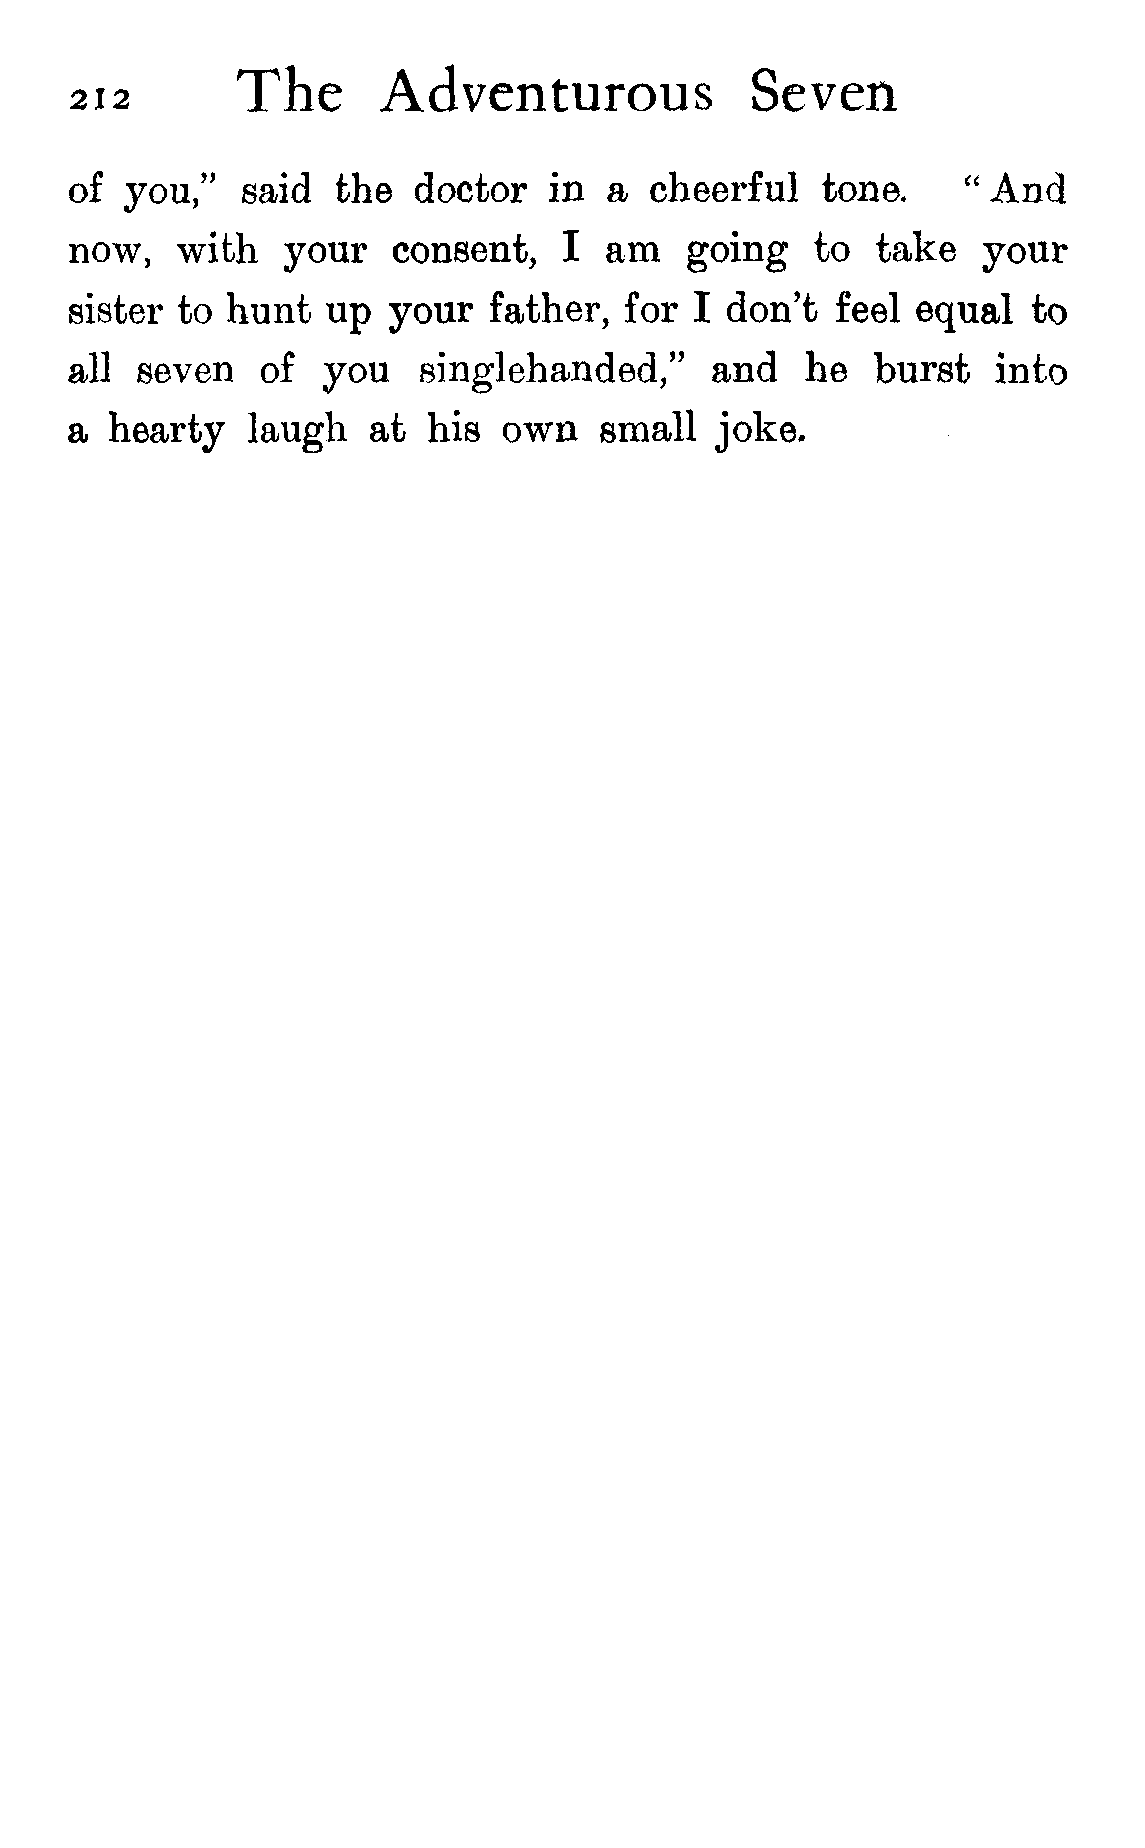 212 The Adventurous Seven
of you,” said the doctor in a cheerful tone. “And
now, with your consent, I am going to take your
sister to hunt up your father, for I don’t feel equal to
all seven of you singlehanded,” and he burst into
a hearty laugh at his own small joke.